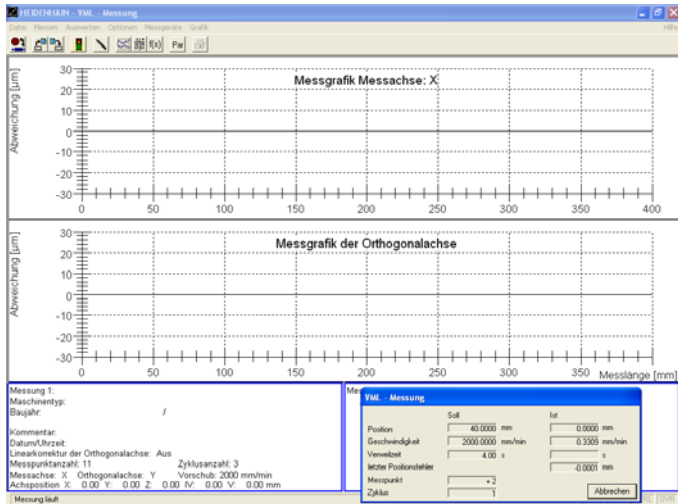 HEIDENHAIN - VML - Messung
Datei Messen Auswerten Optionen Messgeräte Grafik Hilfe
f(x) Par
Messgrafik Messachse: X
Abweichung [µm]
30
20
10
0
-10
-20
-30
0 50 100 150 200 250 300 350 400
Messgrafik der Orthogonalachse
Abweichung [µm]
30
20
10
0
-10
-20
-30
0 50 100 150 200 250 300 350 Messlänge [mm]
Messung 1:
Maschinentyp:
Baujahr: /
Kommentar:
Datum/Uhrzeit:
Linearkorrektur der Orthogonalachse: Aus
Messpunktanzahl: 11 Zyklusanzahl: 3
Messachse: X Orthogonalachse: Y Vorschub: 2000 mm/min
Achsposition X: 0.00 Y: 0.00 Z: 0.00 IV: 0.00 V: 0.00 mm
Mes
VML - Messung
Soll Ist
Position 40.0000 mm 0.0000 mm
Geschwindigkeit 2000.0000 mm/min 0.3309 mm/min
Verweilzeit 4.00 s s
letzter Positionsfehler -0.0001 mm
Messpunkt + 2
Zyklus 1
Abbrechen
Messung läuft
OVR